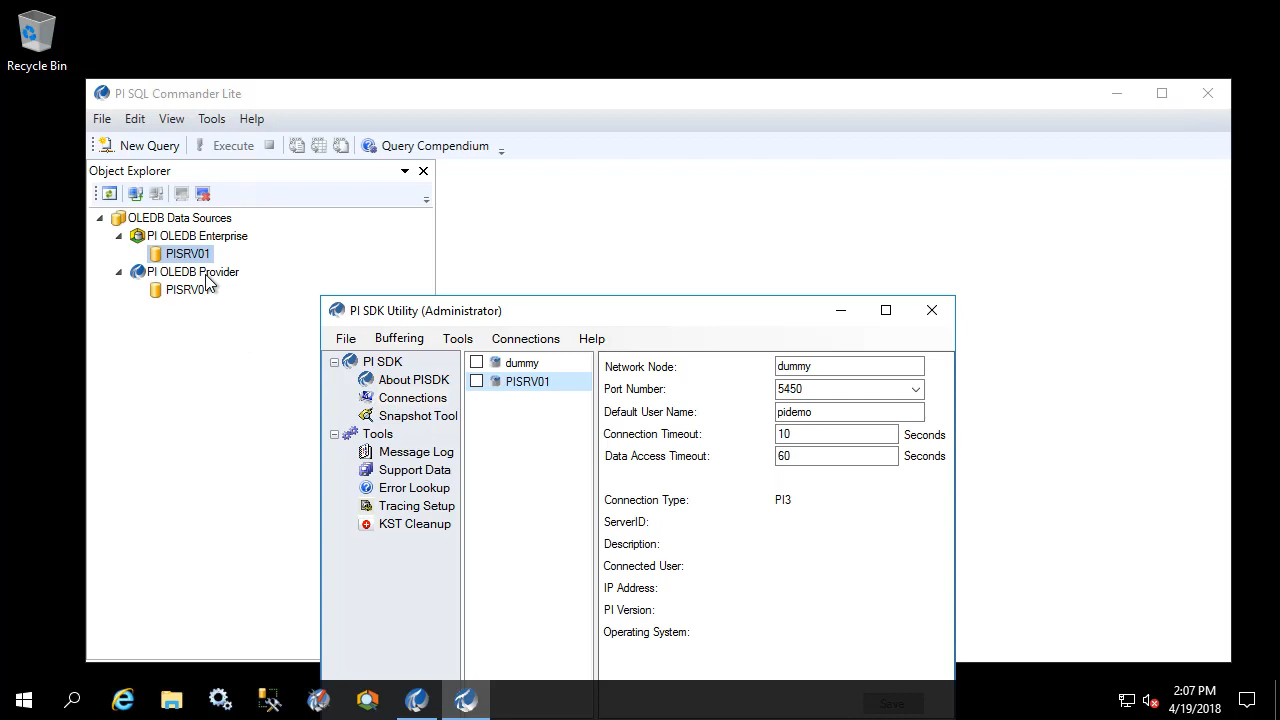 Recycle Bin
PI SQL Commander Lite
File Edit View Tools Help
New Query Execute Query Compendium
Object Explorer
OLEDB Data Sources
PI OLEDB Enterprise
PISRV01
PI OLEDB Provider
PISRV01
PI SDK Utility (Administrator)
File Buffering Tools Connections Help
PI SDK
About PISDK
Connections
Snapshot Tool
Tools
Message Log
Support Data
Error Lookup
Tracing Setup
KST Cleanup
dummy
PISRV01
Network Node: dummy
Port Number: 5450
Default User Name: pidemo
Connection Timeout: 10 Seconds
Data Access Timeout: 60 Seconds
Connection Type: PI3
ServerID:
Description:
Connected User:
IP Address:
PI Version:
Operating System:
Save
2:07 PM
4/19/2018